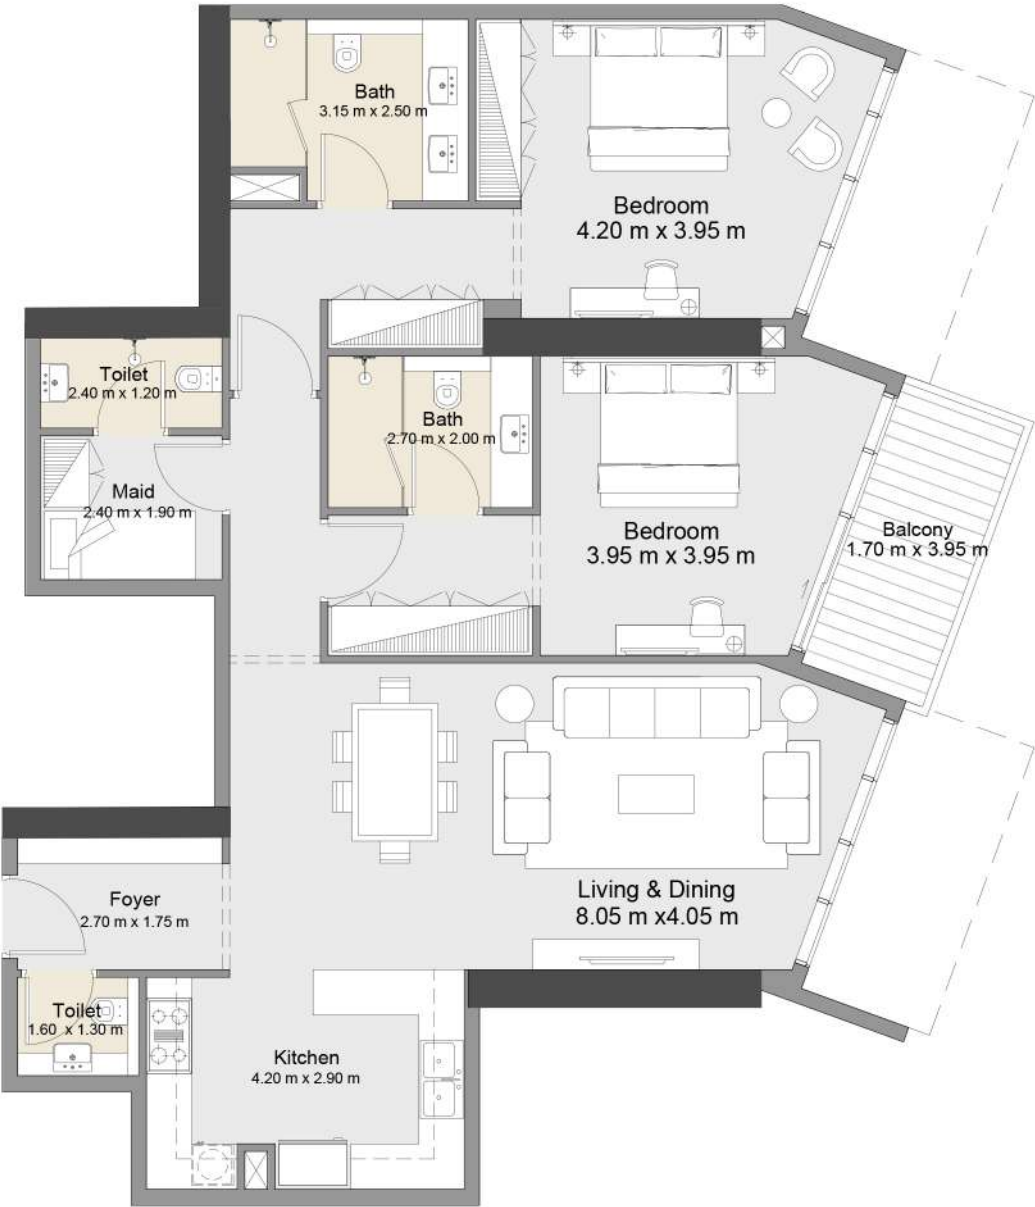 Bath
3.15 m x 2.50 m
Bedroom
4.20 m x 3.95 m
Toilet
2.40 m x 1.20 m
Bath
2.70 m x 2.00 m
Maid
2.40 m x 1.90 m
Bedroom
3.95 m x 3.95 m
Balcony
1.70 m x 3.95 m
Living & Dining
8.05 m x4.05 m
Foyer
2.70 m x 1.75 m
Toilet
1.60 x 1.30 m
Kitchen
4.20 m x 2.90 m